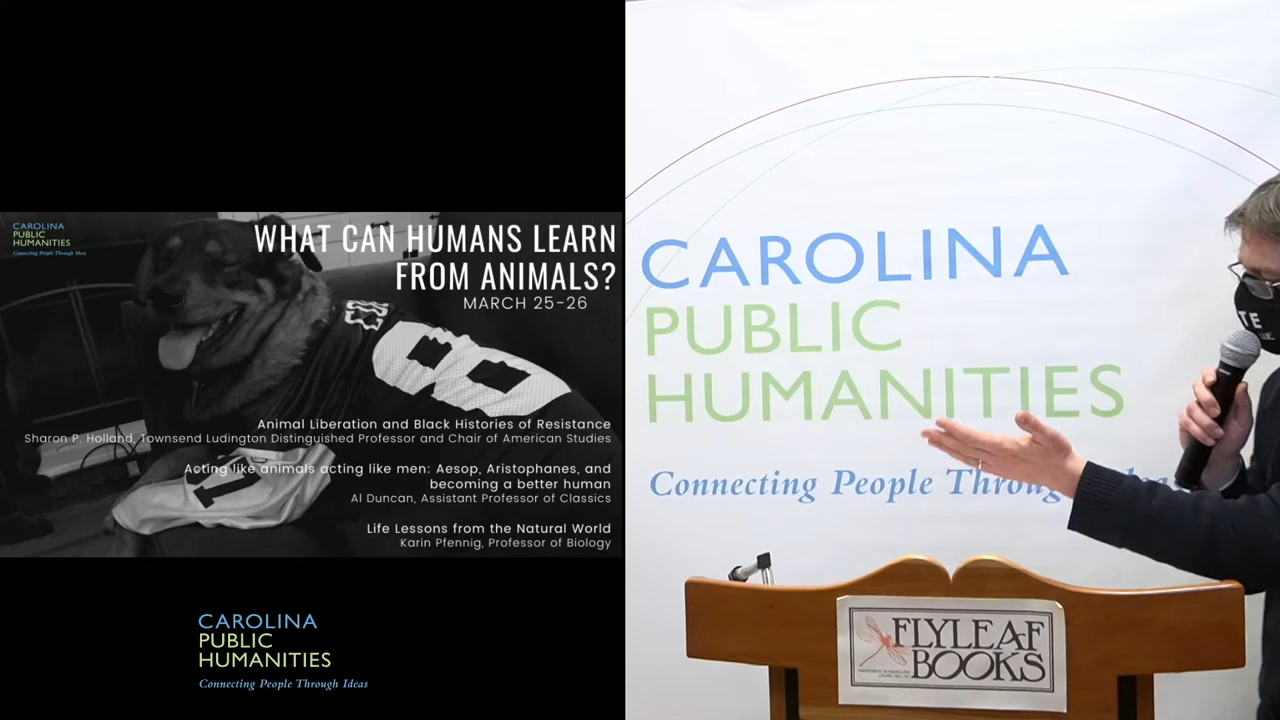 CAROLINA
PUBLIC
HUMANITIES
Connecting People Through Ideas
WHAT CAN HUMANS LEARN
FROM ANIMALS?
MARCH 25-26
Animal Liberation and Black Histories of Resistance
Sharon P. Holland, Townsend Ludington Distinguished Professor and Chair of American Studies
Acting like animals acting like men: Aesop, Aristophanes, and
becoming a better human
Al Duncan, Assistant Professor of Classics
Life Lessons from the Natural World
Karin Pfennig, Professor of Biology
CAROLINA
PUBLIC
HUMANITIES
Connecting People Through Ideas
CAROLINA
PUBLIC
HUMANITIES
Connecting People Throug
FLYLEAF
BOOKS